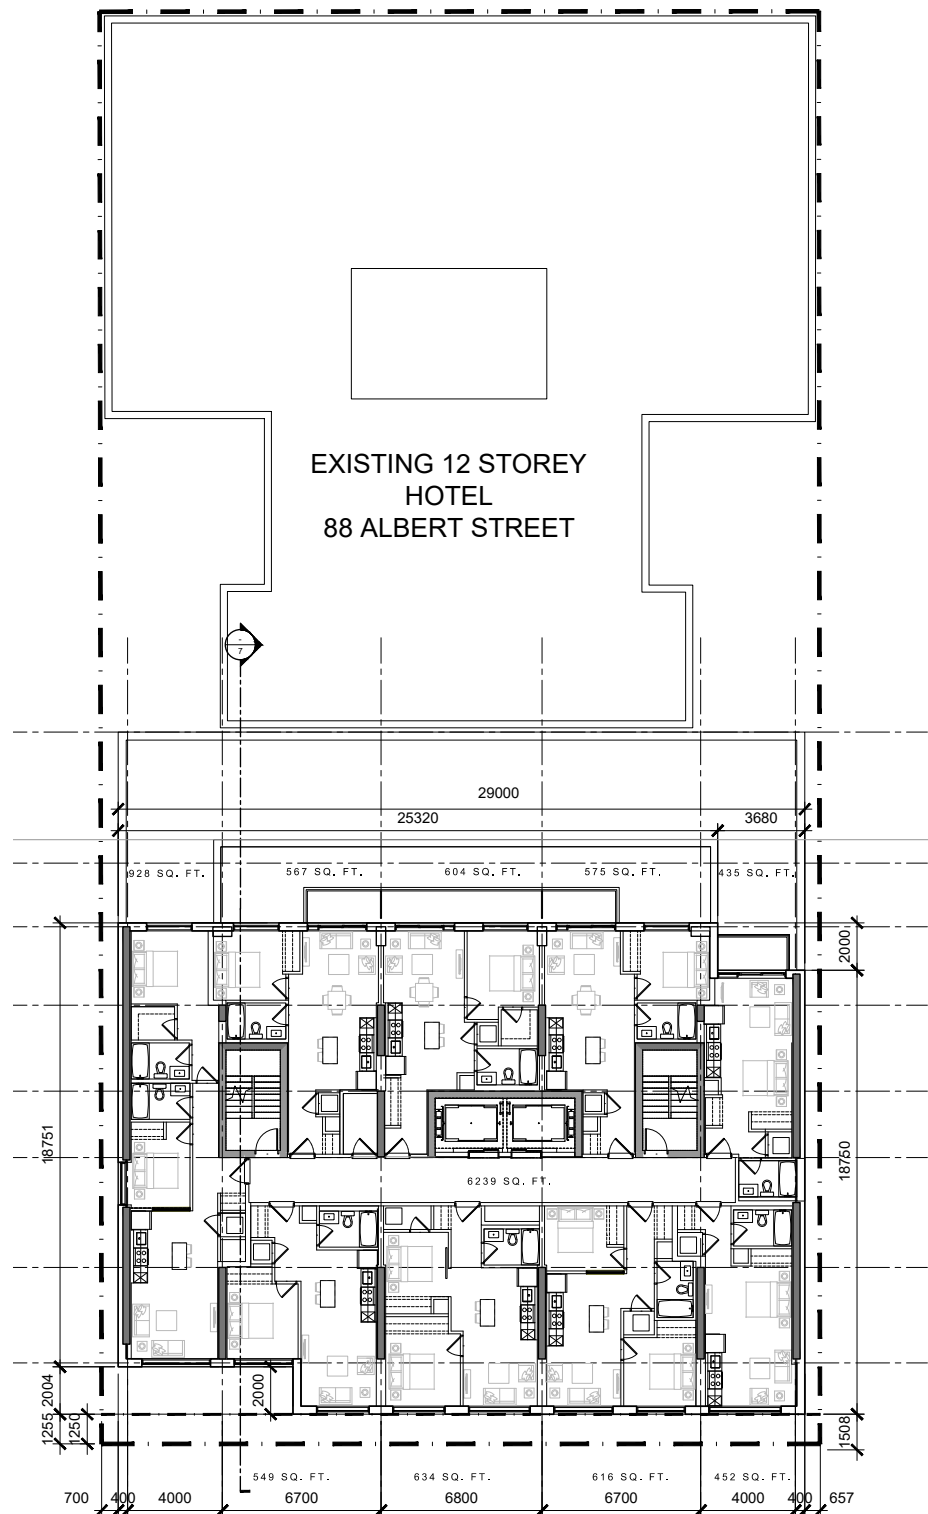 EXISTING 12 STOREY
HOTEL
88 ALBERT STREET
-
7
29000
25320
3680
928 SQ. FT.
567 SQ. FT.
604 SQ. FT.
575 SQ. FT.
435 SQ. FT.
2000
18751
18750
6239 SQ. FT.
2004
2000
1255
1250
1508
549 SQ. FT.
634 SQ. FT.
616 SQ. FT.
452 SQ. FT.
700
400
4000
6700
6800
6700
4000
400
657